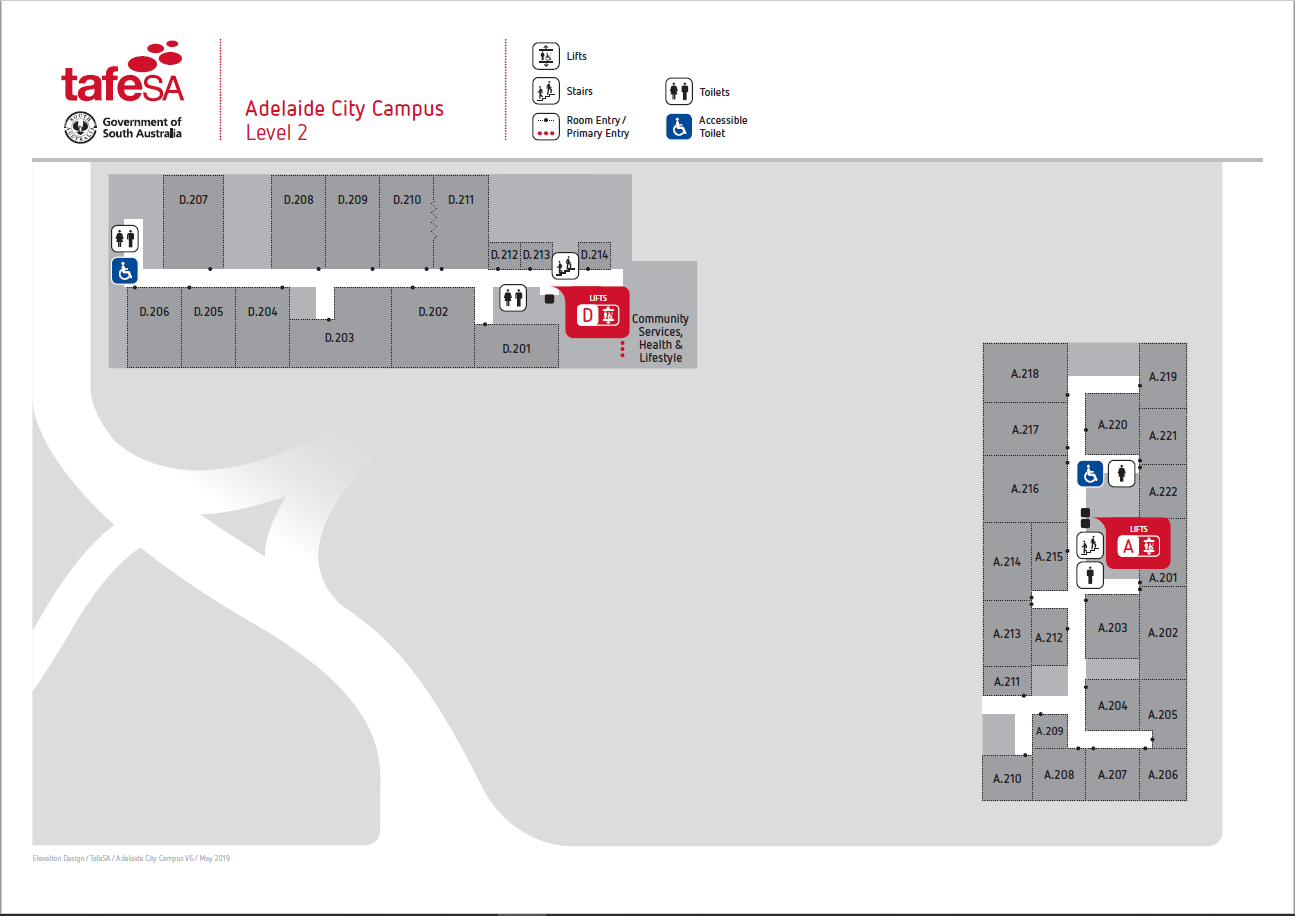 tafeSA
Government of
South Australia
SOUTH AUSTRALIA
Adelaide City Campus
Level 2
Lifts
Stairs
Room Entry /
Primary Entry
Toilets
Accessible
Toilet
D.207
D.208
D.209
D.210
D.211
D.212
D.213
D.214
D.206
D.205
D.204
D.203
D.202
D.201
LIFTS
D
Community
Services,
Health &
Lifestyle
A.218
A.219
A.217
A.220
A.221
A.216
A.222
LIFTS
A
A.214
A.215
A.201
A.213
A.212
A.203
A.202
A.211
A.204
A.205
A.209
A.210
A.208
A.207
A.206
Elevation Design / TafeSA / Adelaide City Campus V6 / May 2019